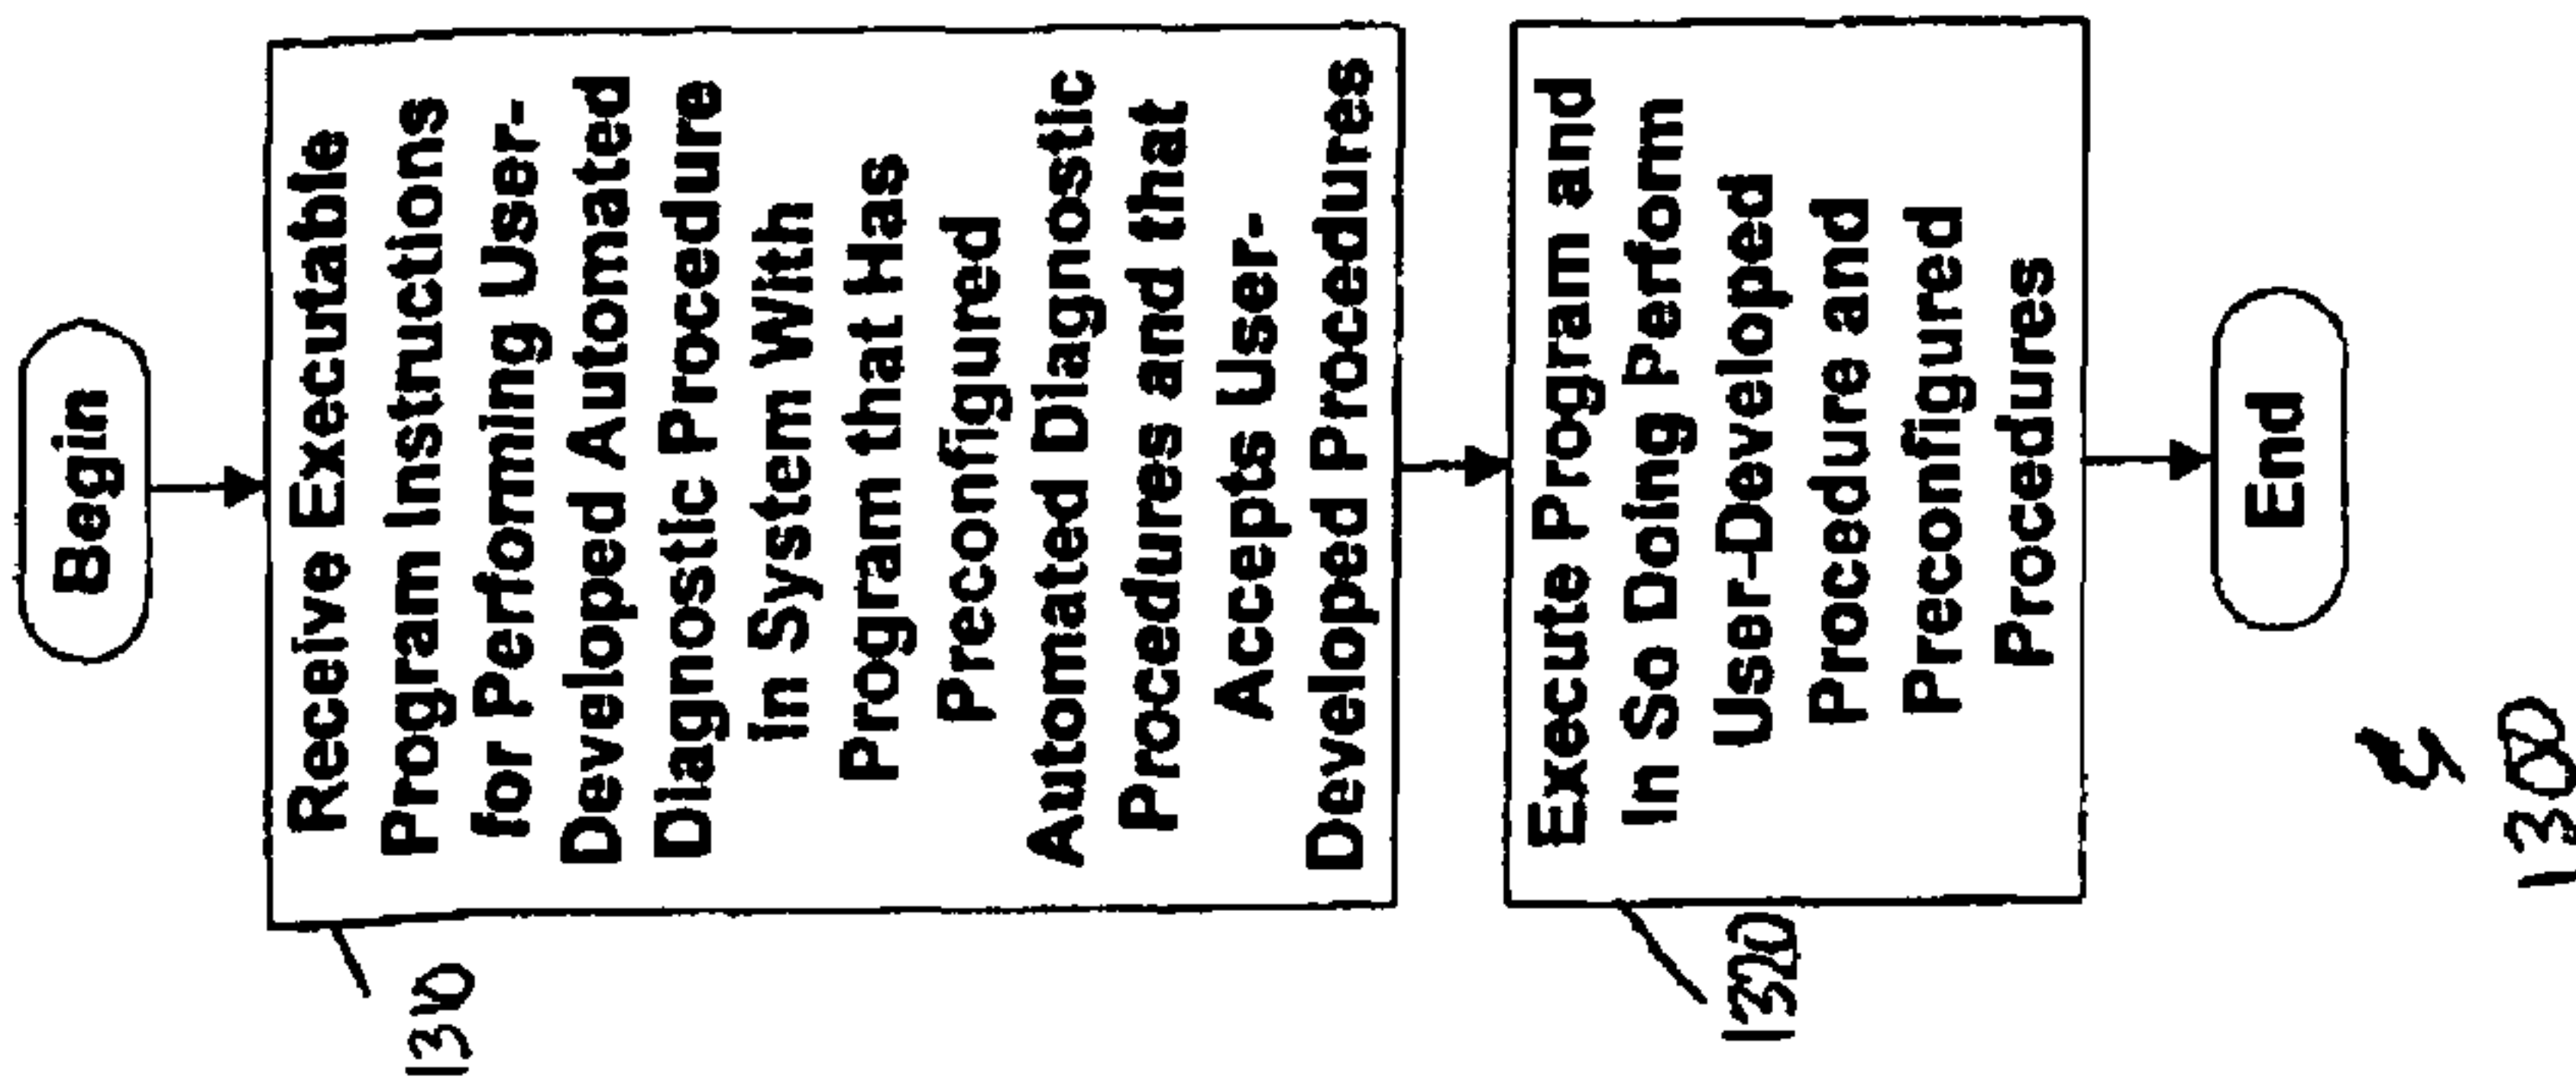 Begin
Receive Executable
Program Instructions
for Performing User-
Developed Automated
Diagnostic Procedure
in System With
Program that Has
Preconfigured
Automated Diagnostic
Procedures and that
Accepts User-
Developed Procedures
1310
Execute Program and
In So Doing Perform
User-Developed
Procedure and
Preconfigured
Procedures
1320
End
1300